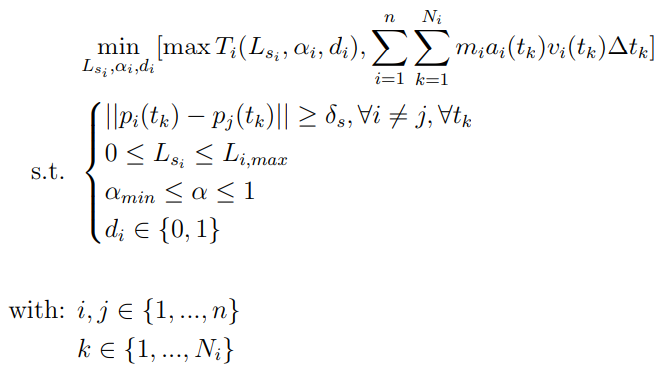 min_{L_{s_i}, α_i, d_i} [max T_i(L_{s_i}, α_i, d_i), ∑_{i=1}^{n} ∑_{k=1}^{N_i} m_i a_i(t_k) v_i(t_k) Δt_k]
s.t. { ||p_i(t_k) − p_j(t_k)|| ≥ δ_s, ∀i ≠ j, ∀t_k
0 ≤ L_{s_i} ≤ L_{i,max}
α_{min} ≤ α ≤ 1
d_i ∈ {0, 1}
with: i, j ∈ {1, ..., n}
k ∈ {1, ..., N_i}